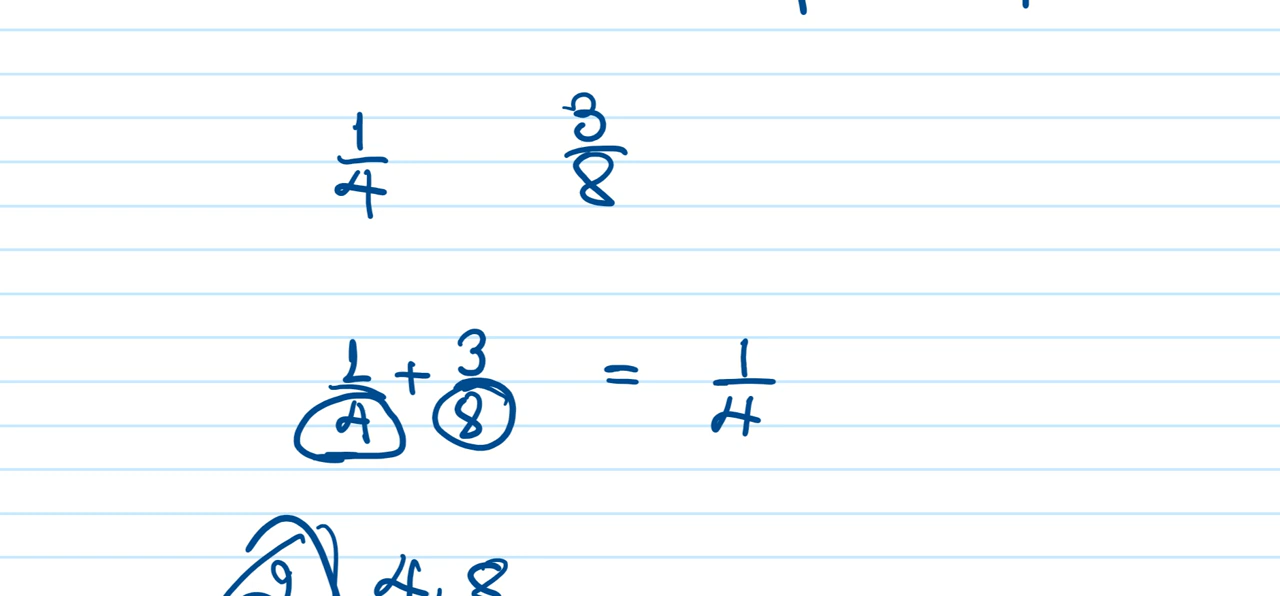 1/4 3/8
1/4 + 3/8 = 1/4
4, 8